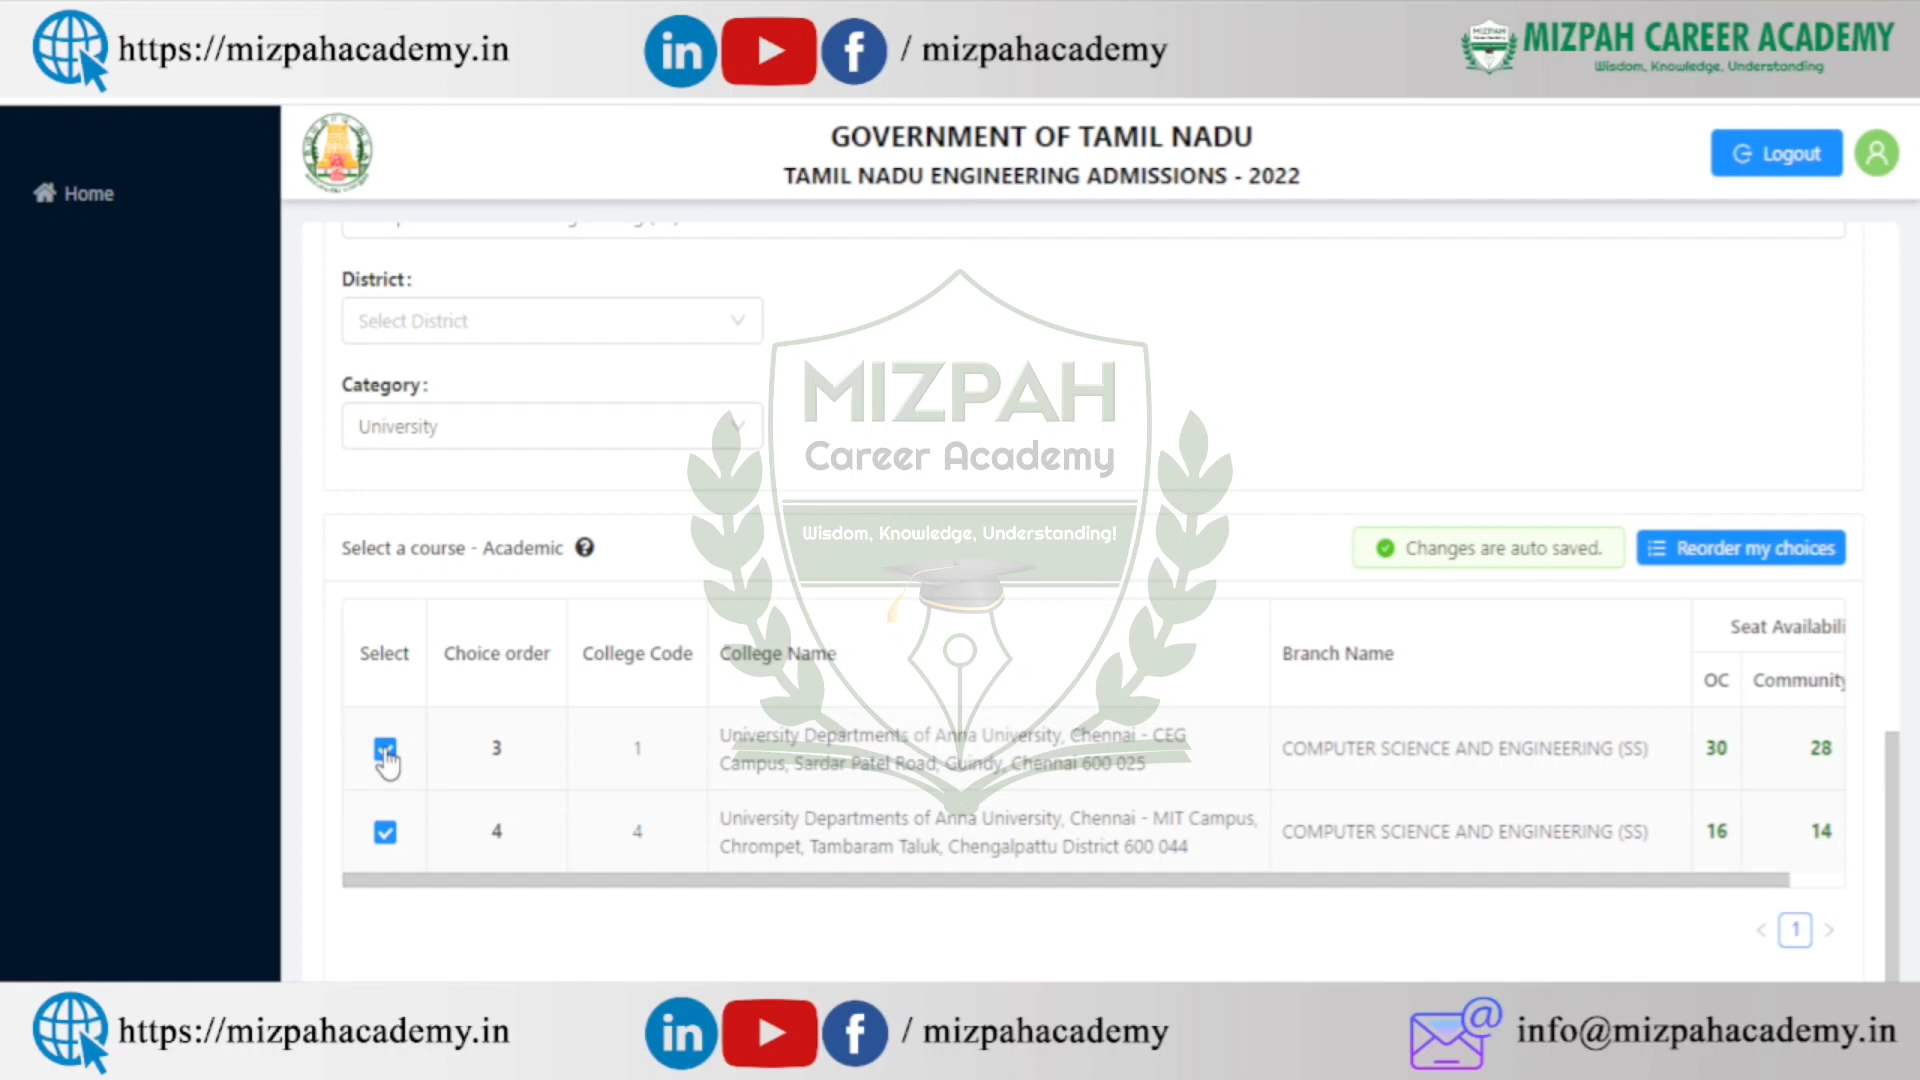 https://mizpahacademy.in
/ mizpahacademy
MIZPAH CAREER ACADEMY
Wisdom, Knowledge, Understanding
GOVERNMENT OF TAMIL NADU
TAMIL NADU ENGINEERING ADMISSIONS - 2022
Logout
Home
District:
Select District
Category:
University
MIZPAH
Career Academy
Wisdom, Knowledge, Understanding!
Select a course - Academic
Changes are auto saved.
Reorder my choices
Select
Choice order
College Code
College Name
Branch Name
Seat Availabili
OC
Community
3
1
University Departments of Anna University, Chennai - CEG
Campus, Sardar Patel Road, Guindy, Chennai 600 025
COMPUTER SCIENCE AND ENGINEERING (SS)
30
28
4
4
University Departments of Anna University, Chennai - MIT Campus,
Chrompet, Tambaram Taluk, Chengalpattu District 600 044
COMPUTER SCIENCE AND ENGINEERING (SS)
16
14
< 1 >
https://mizpahacademy.in
/ mizpahacademy
info@mizpahacademy.in